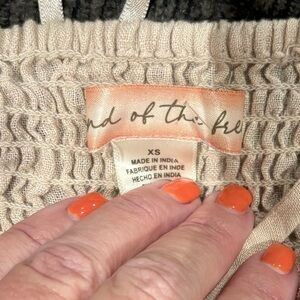 nd of the fre
XS
MADE IN INDIA
FABRIQUE EN INDE
HECHO EN INDIA